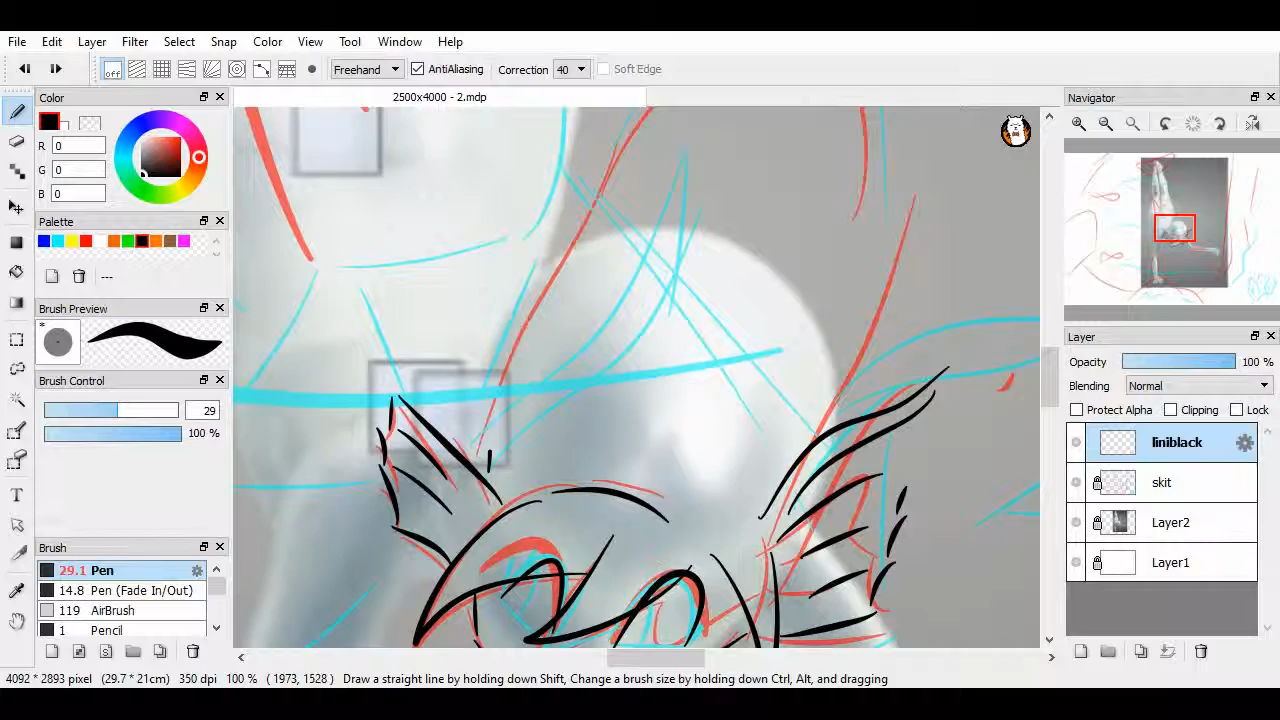 File Edit Layer Filter Select Snap Color View Tool Window Help
off Freehand AntiAliasing Correction 40 Soft Edge
Color
2500x4000 - 2.mdp
R 0
G 0
B 0
Palette
---
Brush Preview
*
Brush Control
29
100 %
Brush
29.1 Pen
14.8 Pen (Fade In/Out)
119 AirBrush
1 Pencil
Navigator
Layer
Opacity 100 %
Blending Normal
Protect Alpha Clipping Lock
liniblack
skit
Layer2
Layer1
4092 * 2893 pixel (29.7 * 21cm) 350 dpi 100 % ( 1973, 1528 ) Draw a straight line by holding down Shift, Change a brush size by holding down Ctrl, Alt, and dragging